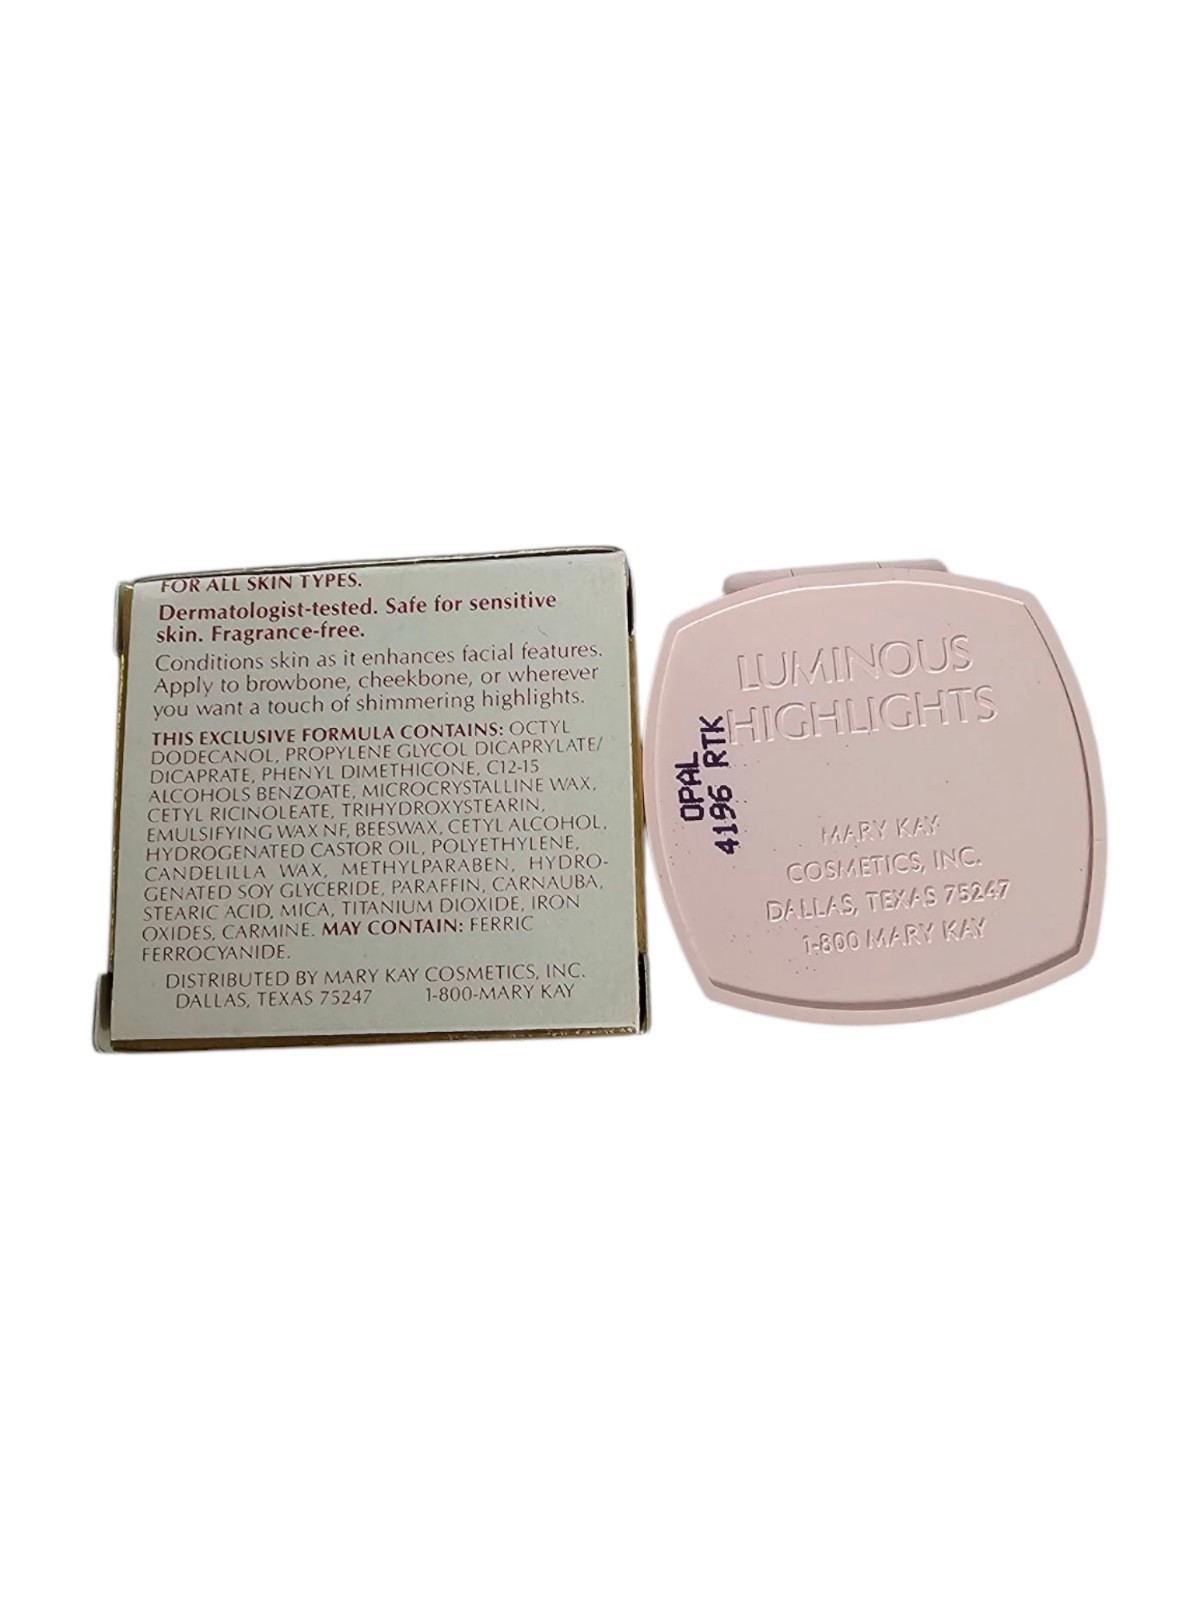 FOR ALL SKIN TYPES.
Dermatologist-tested. Safe for sensitive
skin. Fragrance-free.
Conditions skin as it enhances facial features.
Apply to browbone, cheekbone, or wherever
you want a touch of shimmering highlights.
THIS EXCLUSIVE FORMULA CONTAINS: OCTYL
DODECANOL, PROPYLENE GLYCOL DICAPRYLATE/
DICAPRATE, PHENYL DIMETHICONE, C12-15
ALCOHOLS BENZOATE, MICROCRYSTALLINE WAX,
CETYL RICINOLEATE, TRIHYDROXYSTEARIN,
EMULSIFYING WAX NF, BEESWAX, CETYL ALCOHOL,
HYDROGENATED CASTOR OIL, POLYETHYLENE,
CANDELILLA WAX, METHYLPARABEN, HYDRO-
GENATED SOY GLYCERIDE, PARAFFIN, CARNAUBA,
STEARIC ACID, MICA, TITANIUM DIOXIDE, IRON
OXIDES, CARMINE. MAY CONTAIN: FERRIC
FERROCYANIDE.
DISTRIBUTED BY MARY KAY COSMETICS, INC.
DALLAS, TEXAS 75247 1-800-MARY KAY
LUMINOUS
HIGHLIGHTS
OPAL
4196 RTK
MARY KAY
COSMETICS, INC.
DALLAS, TEXAS 75247
1-800 MARY KAY